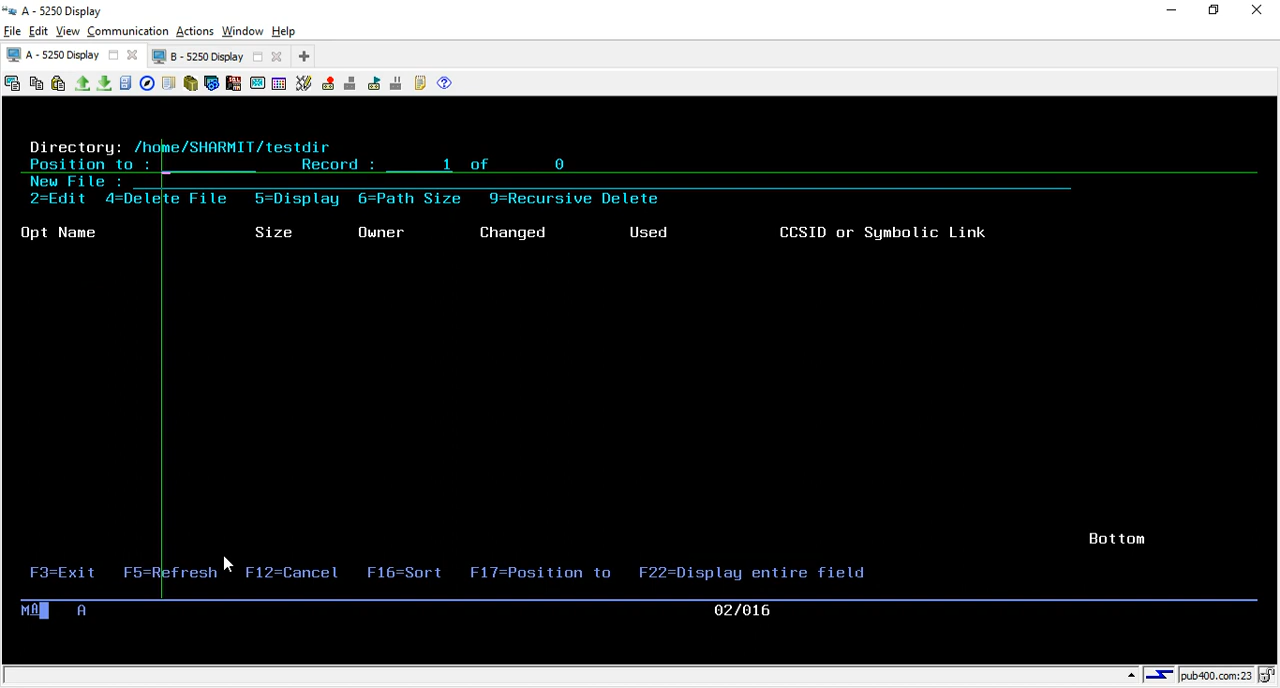 A - 5250 Display
File Edit View Communication Actions Window Help
A - 5250 Display B - 5250 Display
Directory: /home/SHARMIT/testdir
Position to : Record : 1 of 0
New File :
2=Edit 4=Delete File 5=Display 6=Path Size 9=Recursive Delete
Opt Name Size Owner Changed Used CCSID or Symbolic Link
Bottom
F3=Exit F5=Refresh F12=Cancel F16=Sort F17=Position to F22=Display entire field
MA A 02/016
pub400.com:23